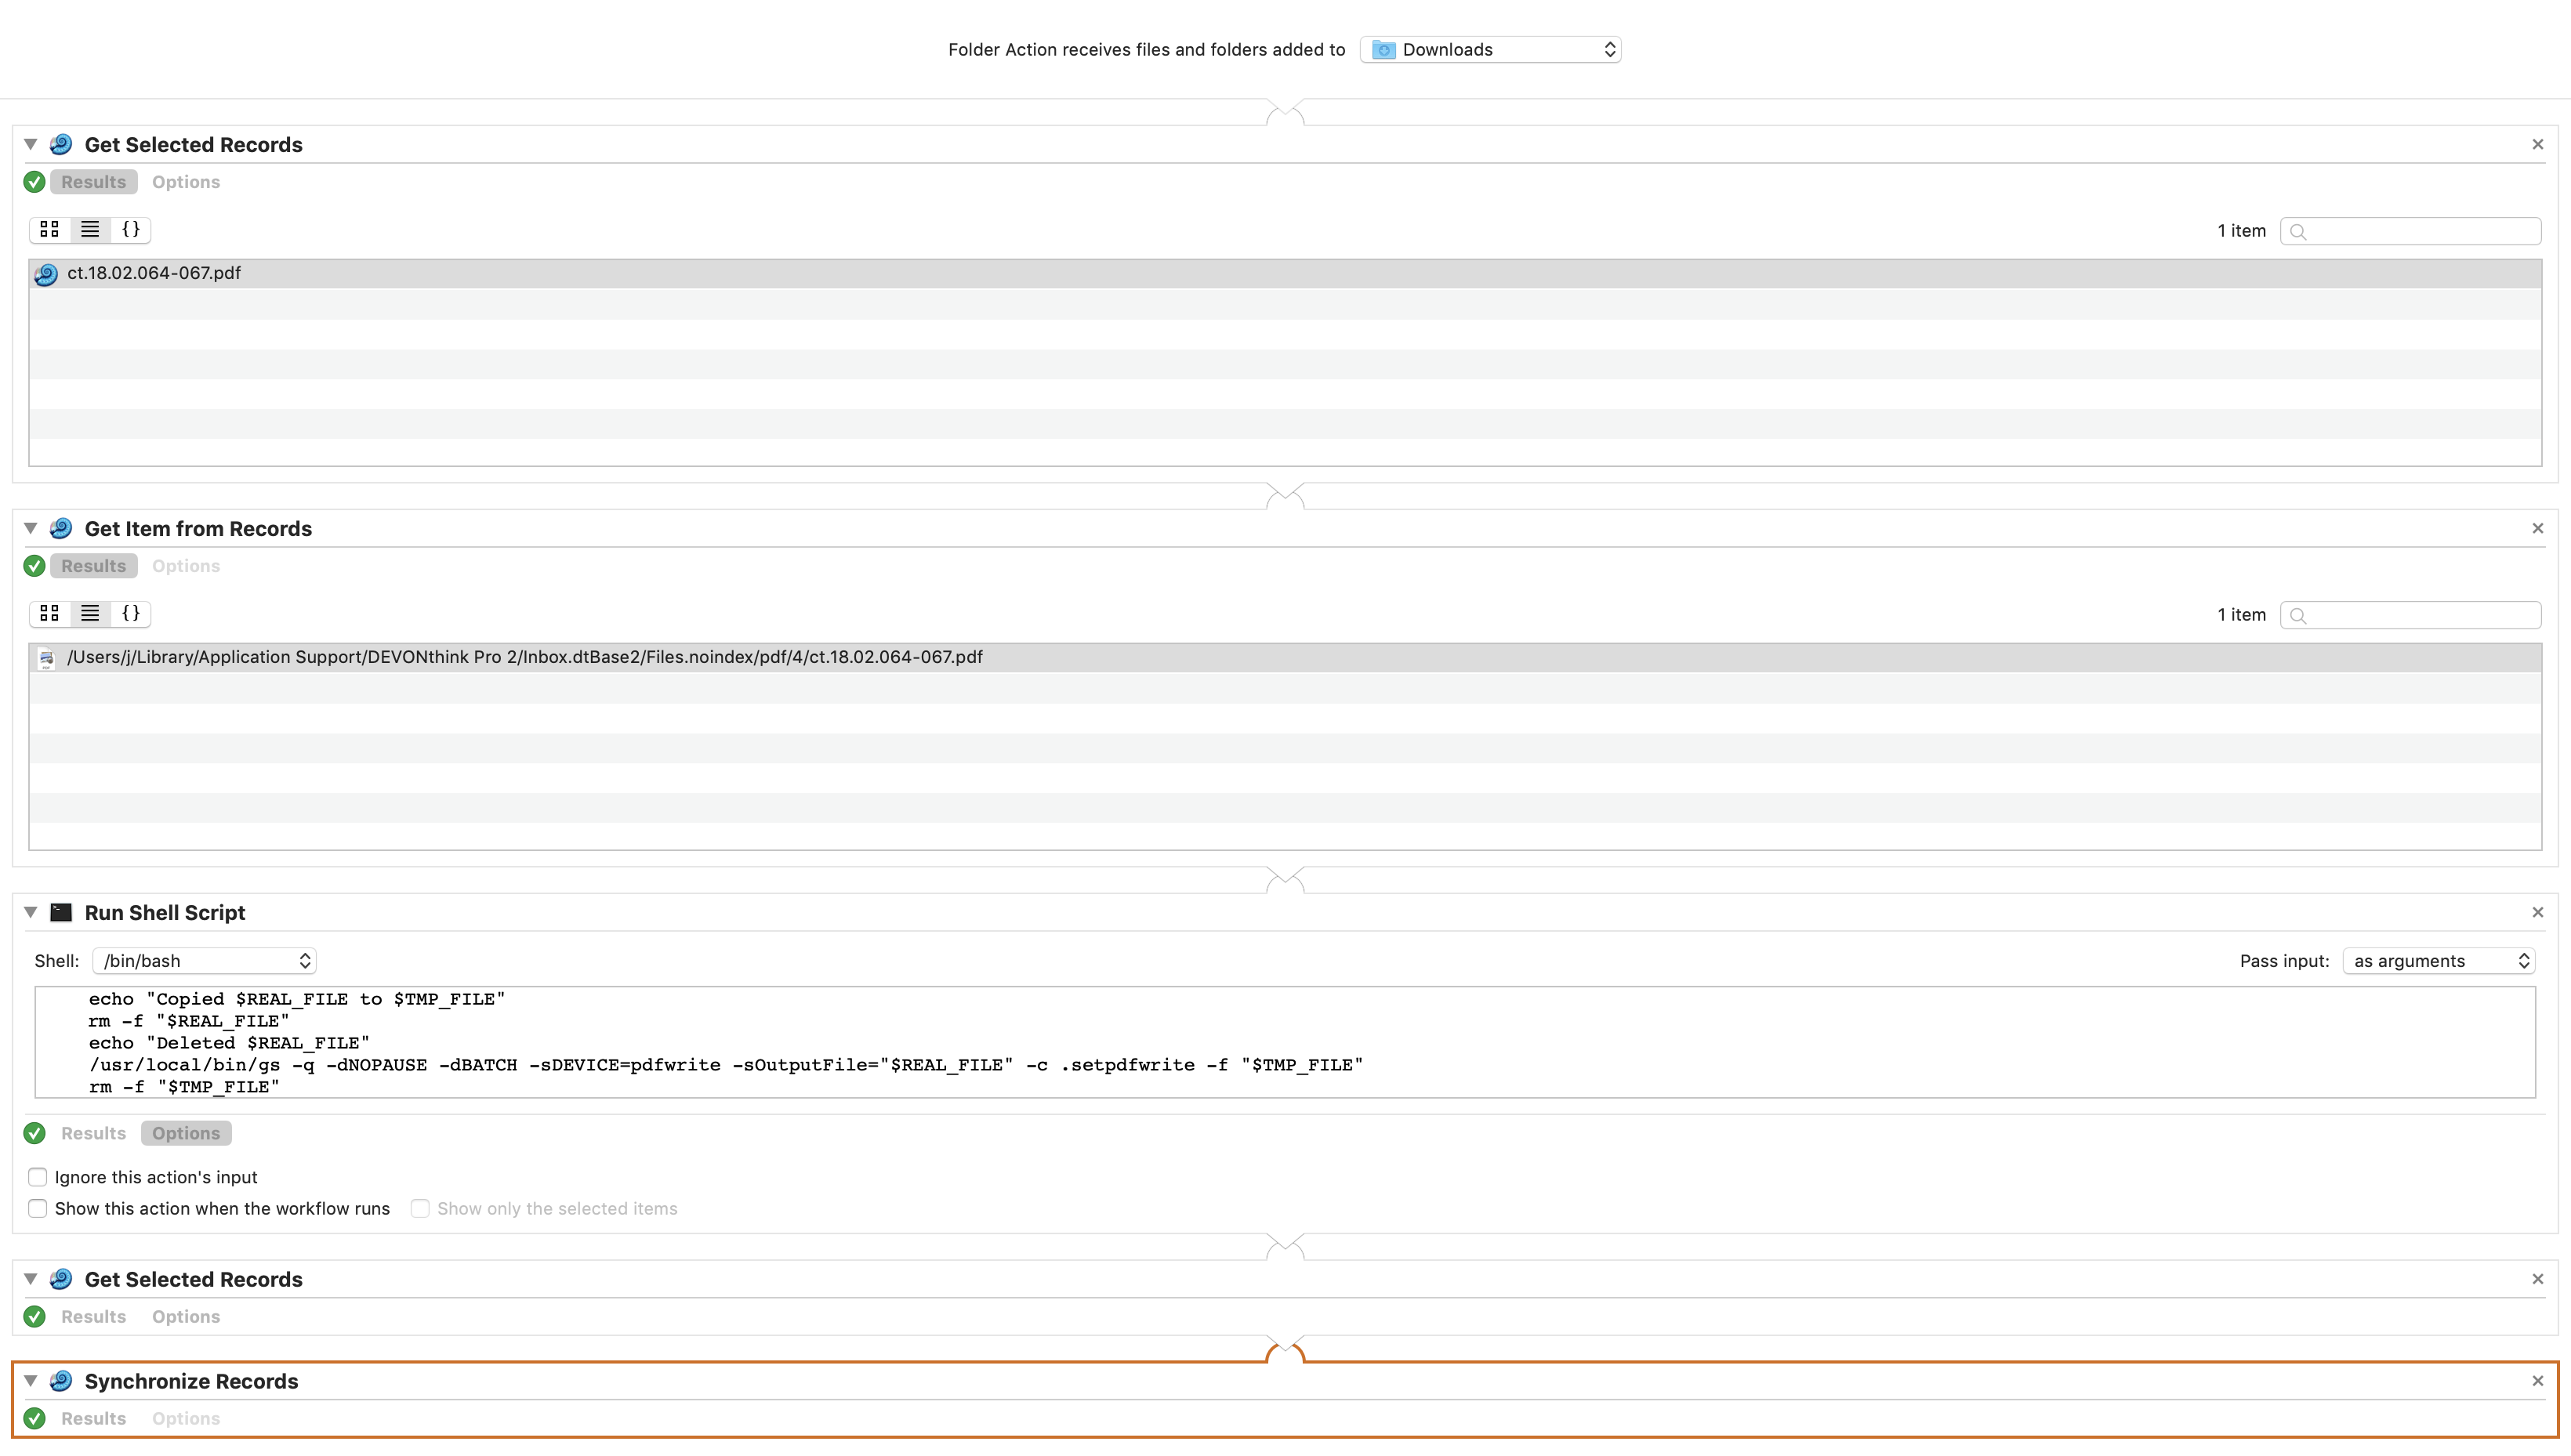 Folder Action receives files and folders added to Downloads
Get Selected Records
Results Options
{} 1 item
ct.18.02.064-067.pdf
Get Item from Records
Results Options
{} 1 item
/Users/j/Library/Application Support/DEVONthink Pro 2/Inbox.dtBase2/Files.noindex/pdf/4/ct.18.02.064-067.pdf
Run Shell Script
Shell: /bin/bash Pass input: as arguments
echo "Copied $REAL_FILE to $TMP_FILE"
rm -f "$REAL_FILE"
echo "Deleted $REAL_FILE"
/usr/local/bin/gs -q -dNOPAUSE -dBATCH -sDEVICE=pdfwrite -sOutputFile="$REAL_FILE" -c .setpdfwrite -f "$TMP_FILE"
rm -f "$TMP_FILE"
Results Options
Ignore this action's input
Show this action when the workflow runs Show only the selected items
Get Selected Records
Results Options
Synchronize Records
Results Options